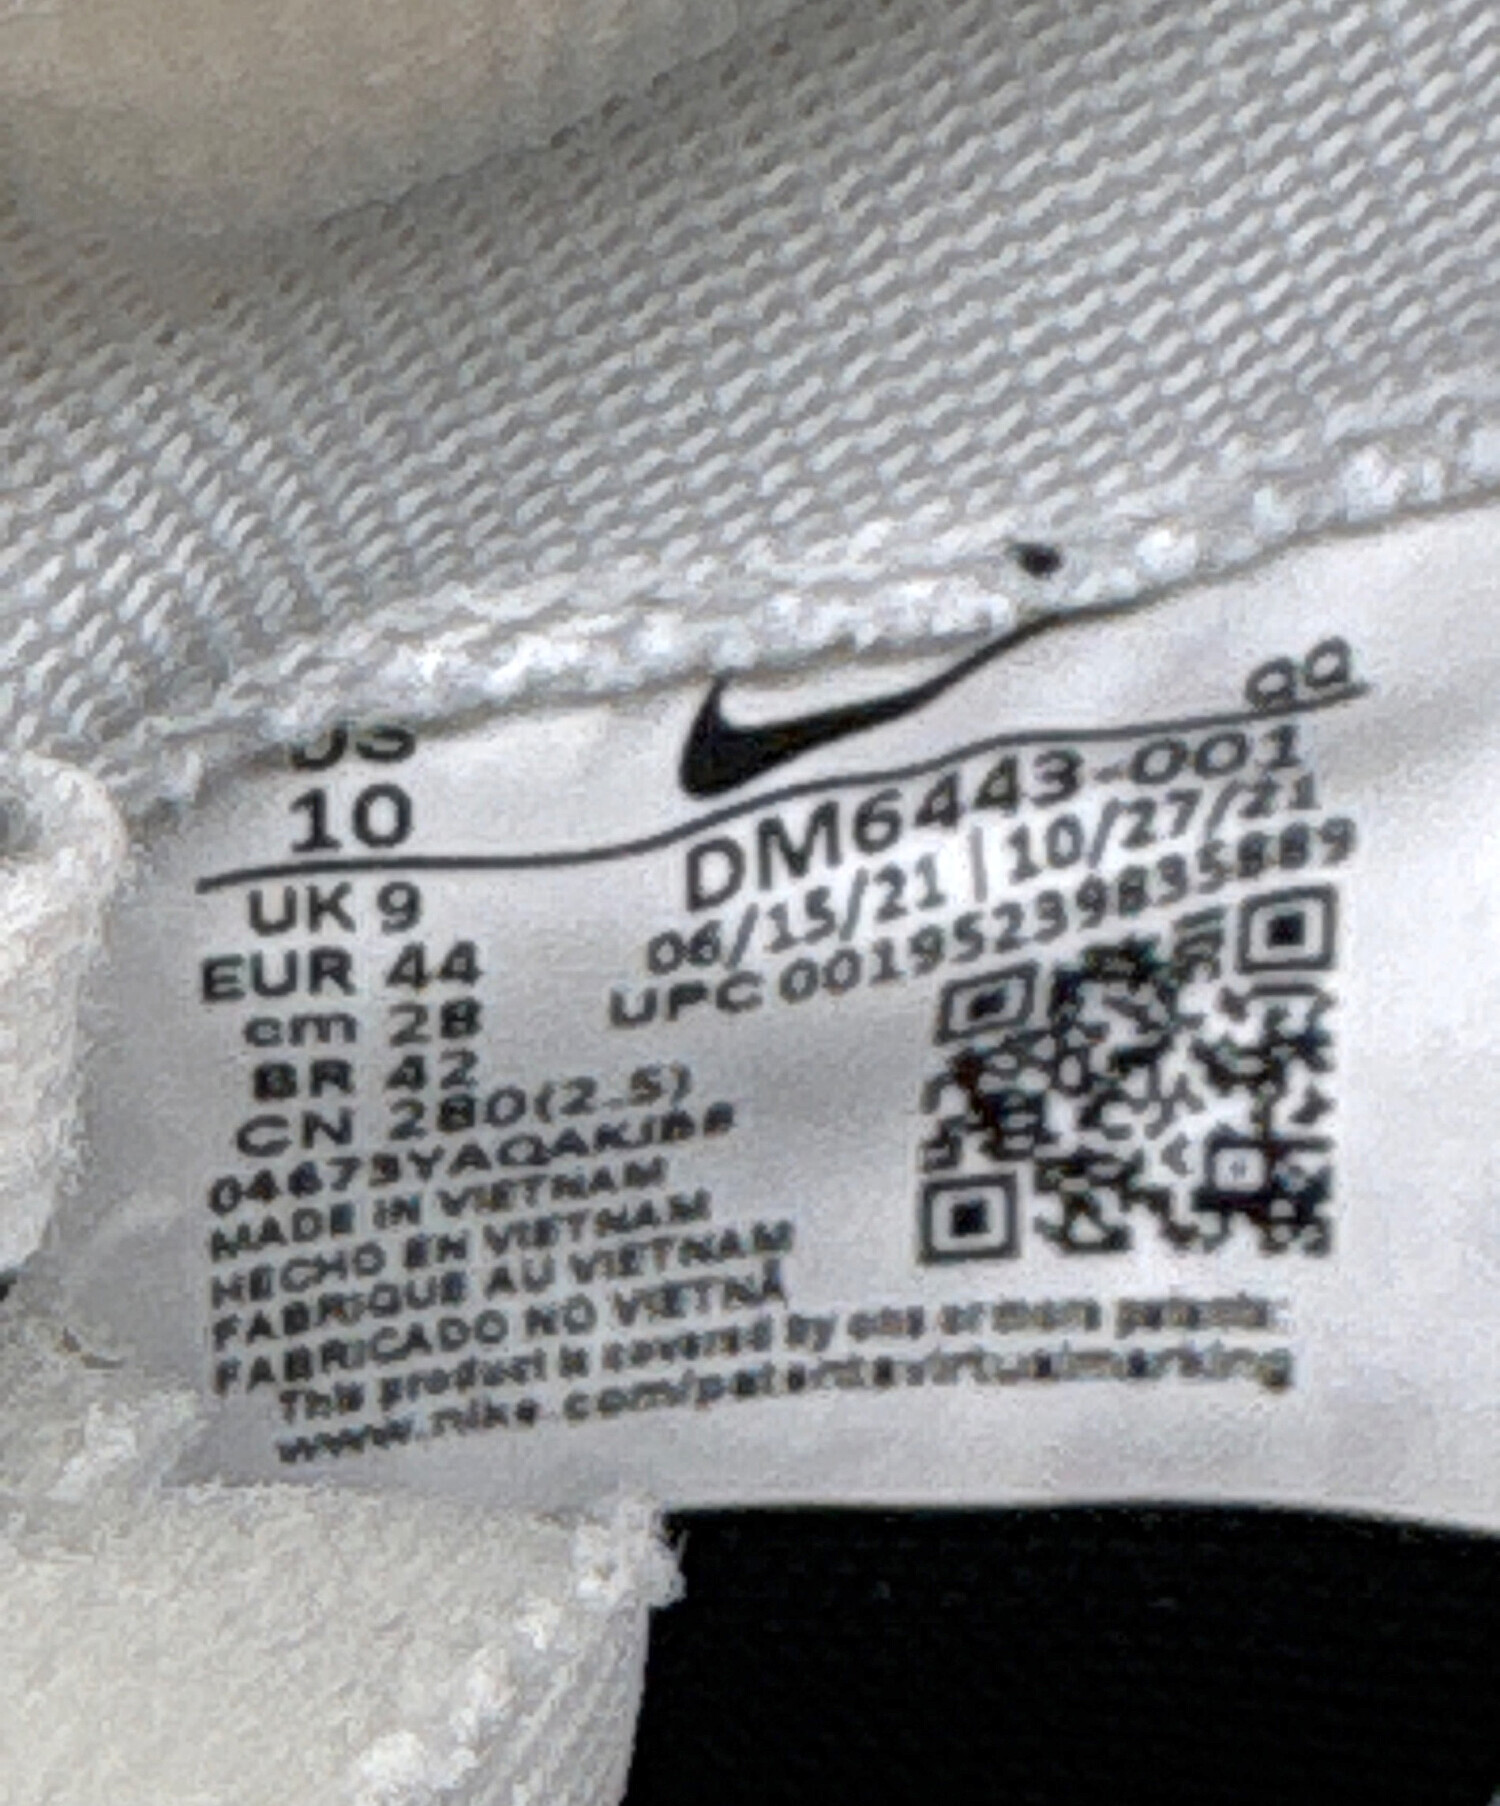 US
10
QQ
UK 9
EUR 44
cm 28
BR 42
CN 280(2.5)
DM6443-001
06/15/21 | 10/27/21
UPC 00195239835889
MADE IN VIETNAM
HECHO EN VIETNAM
FABRIQUE AU VIETNAM
FABRICADO NO VIETNÃ
This product is covered by one or more patents:
www.nike.com/patentsvirtualmarking